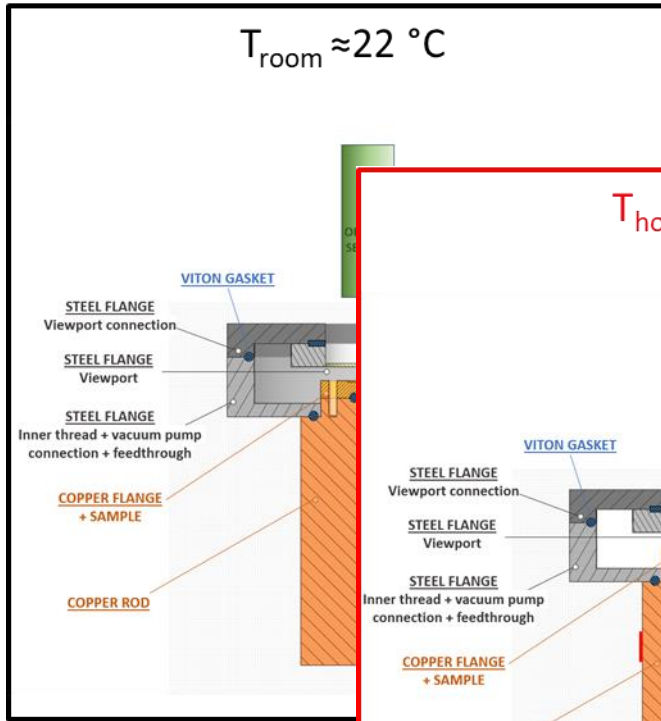 T_room ≈22 °C
VITON GASKET
STEEL FLANGE
Viewport connection
STEEL FLANGE
Viewport
STEEL FLANGE
Inner thread + vacuum pump
connection + feedthrough
COPPER FLANGE
+ SAMPLE
COPPER ROD
VITON GASKET
STEEL FLANGE
Viewport connection
STEEL FLANGE
Viewport
STEEL FLANGE
Inner thread + vacuum pump
connection + feedthrough
COPPER FLANGE
+ SAMPLE